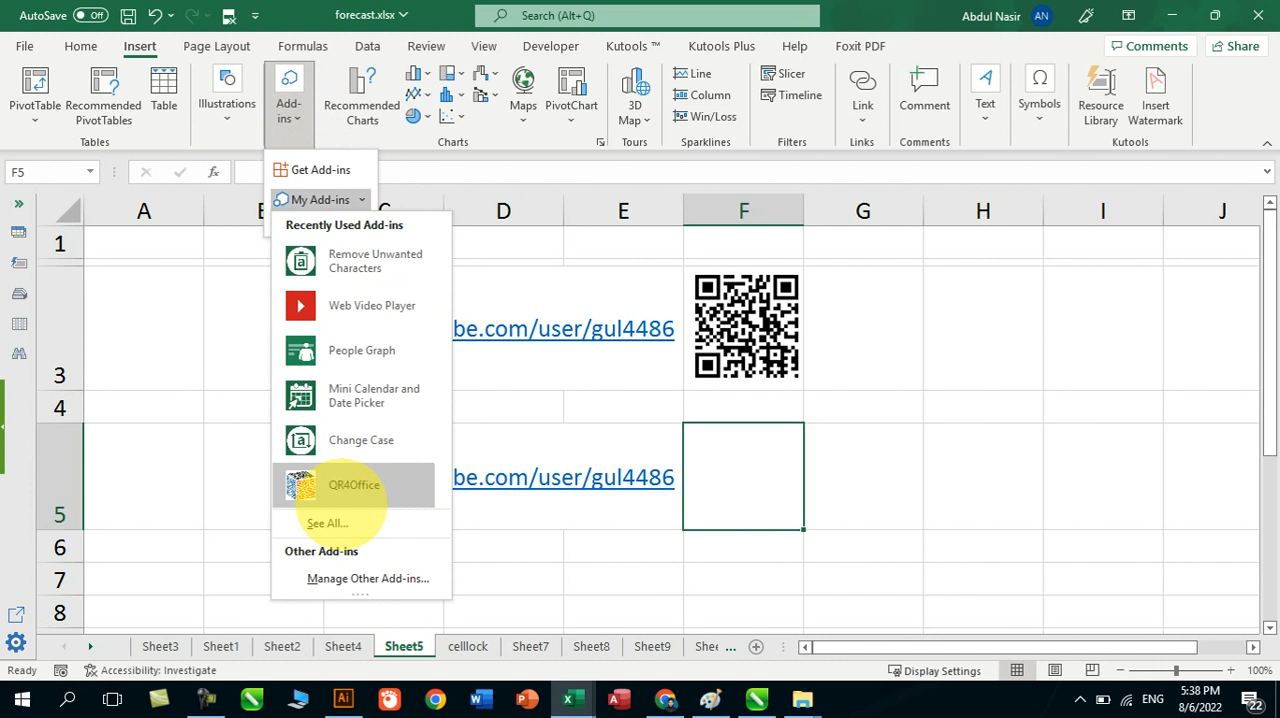 AutoSave Off forecast.xlsx Search (Alt+Q) Abdul Nasir AN
File Home Insert Page Layout Formulas Data Review View Developer Kutools ™ Kutools Plus Help Foxit PDF Comments Share
PivotTable Recommended PivotTables Table Illustrations Add-ins Recommended Charts Maps PivotChart 3D Map Line Column Win/Loss Slicer Timeline Link Comment Text Symbols Resource Library Insert Watermark
Tables Charts Tours Sparklines Filters Comments Kutools
F5 fx
Get Add-ins
My Add-ins
A D E F G H I J
Recently Used Add-ins
1
Remove Unwanted
Characters
Web Video Player
be.com/user/gul4486
People Graph
3
Mini Calendar and
Date Picker
4
Change Case
be.com/user/gul4486
QR4Office
5
See All...
6
Other Add-ins
7
Manage Other Add-ins...
8
Sheet3 Sheet1 Sheet2 Sheet4 Sheet5 celllock Sheet7 Sheet8 Sheet9 She ...
Ready Accessibility: Investigate Display Settings 100%
ENG 5:38 PM
8/6/2022 22